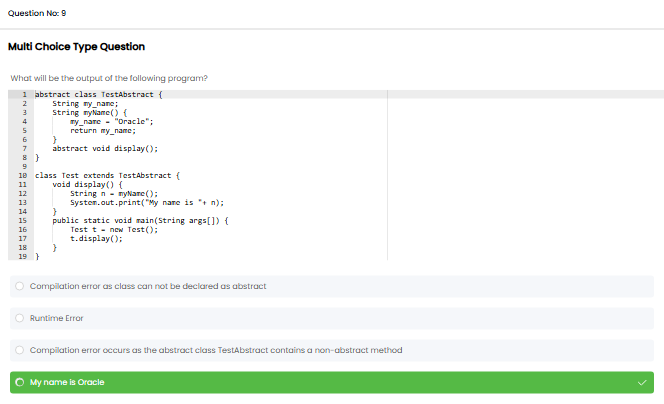 Question No: 9
Multi Choice Type Question
What will be the output of the following program?
1 abstract class TestAbstract {
2 String my_name;
3 String myName() {
4 my_name = "Oracle";
5 return my_name;
6 }
7 abstract void display();
8 }
9
10 class Test extends TestAbstract {
11 void display() {
12 String n = myName();
13 System.out.print("My name is "+ n);
14 }
15 public static void main(String args[]) {
16 Test t = new Test();
17 t.display();
18 }
19 }
Compilation error as class can not be declared as abstract
Runtime Error
Compilation error occurs as the abstract class TestAbstract contains a non-abstract method
My name is Oracle